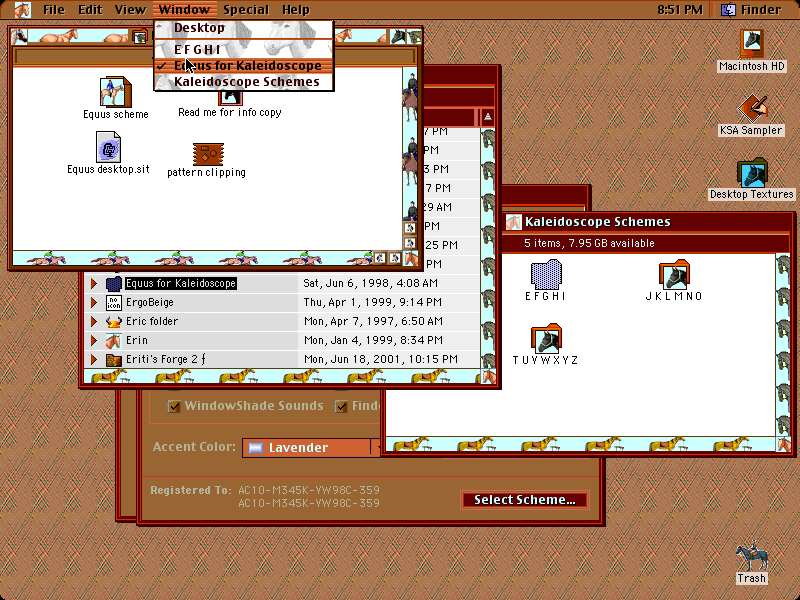 File Edit View Window Special Help 8:51 PM Finder
Desktop
E F G H I
✓ Equus for Kaleidoscope
Kaleidoscope Schemes
Equus scheme
Read me for info copy
Equus desktop.sit
pattern clipping
7 PM
PM
PM
7 PM
29 AM
PM
25 PM
PM
Equus for Kaleidoscope Sat, Jun 6, 1998, 4:08 AM
no icon
ErgoBeige Thu, Apr 1, 1999, 9:14 PM
Eric folder Mon, Apr 7, 1997, 6:50 AM
Erin Mon, Jan 4, 1999, 8:34 PM
Eriti's Forge 2 ƒ Mon, Jun 18, 2001, 10:15 PM
Kaleidoscope Schemes
5 items, 7.95 GB available
E F G H I
J K L M N O
T U Y W X Y Z
WindowShade Sounds Find
Accent Color: Lavender
Registered To: AC10-M345K-YW98C-359
AC10-M345K-YW98C-359
Select Scheme...
Macintosh HD
KSA Sampler
Desktop Textures
Trash